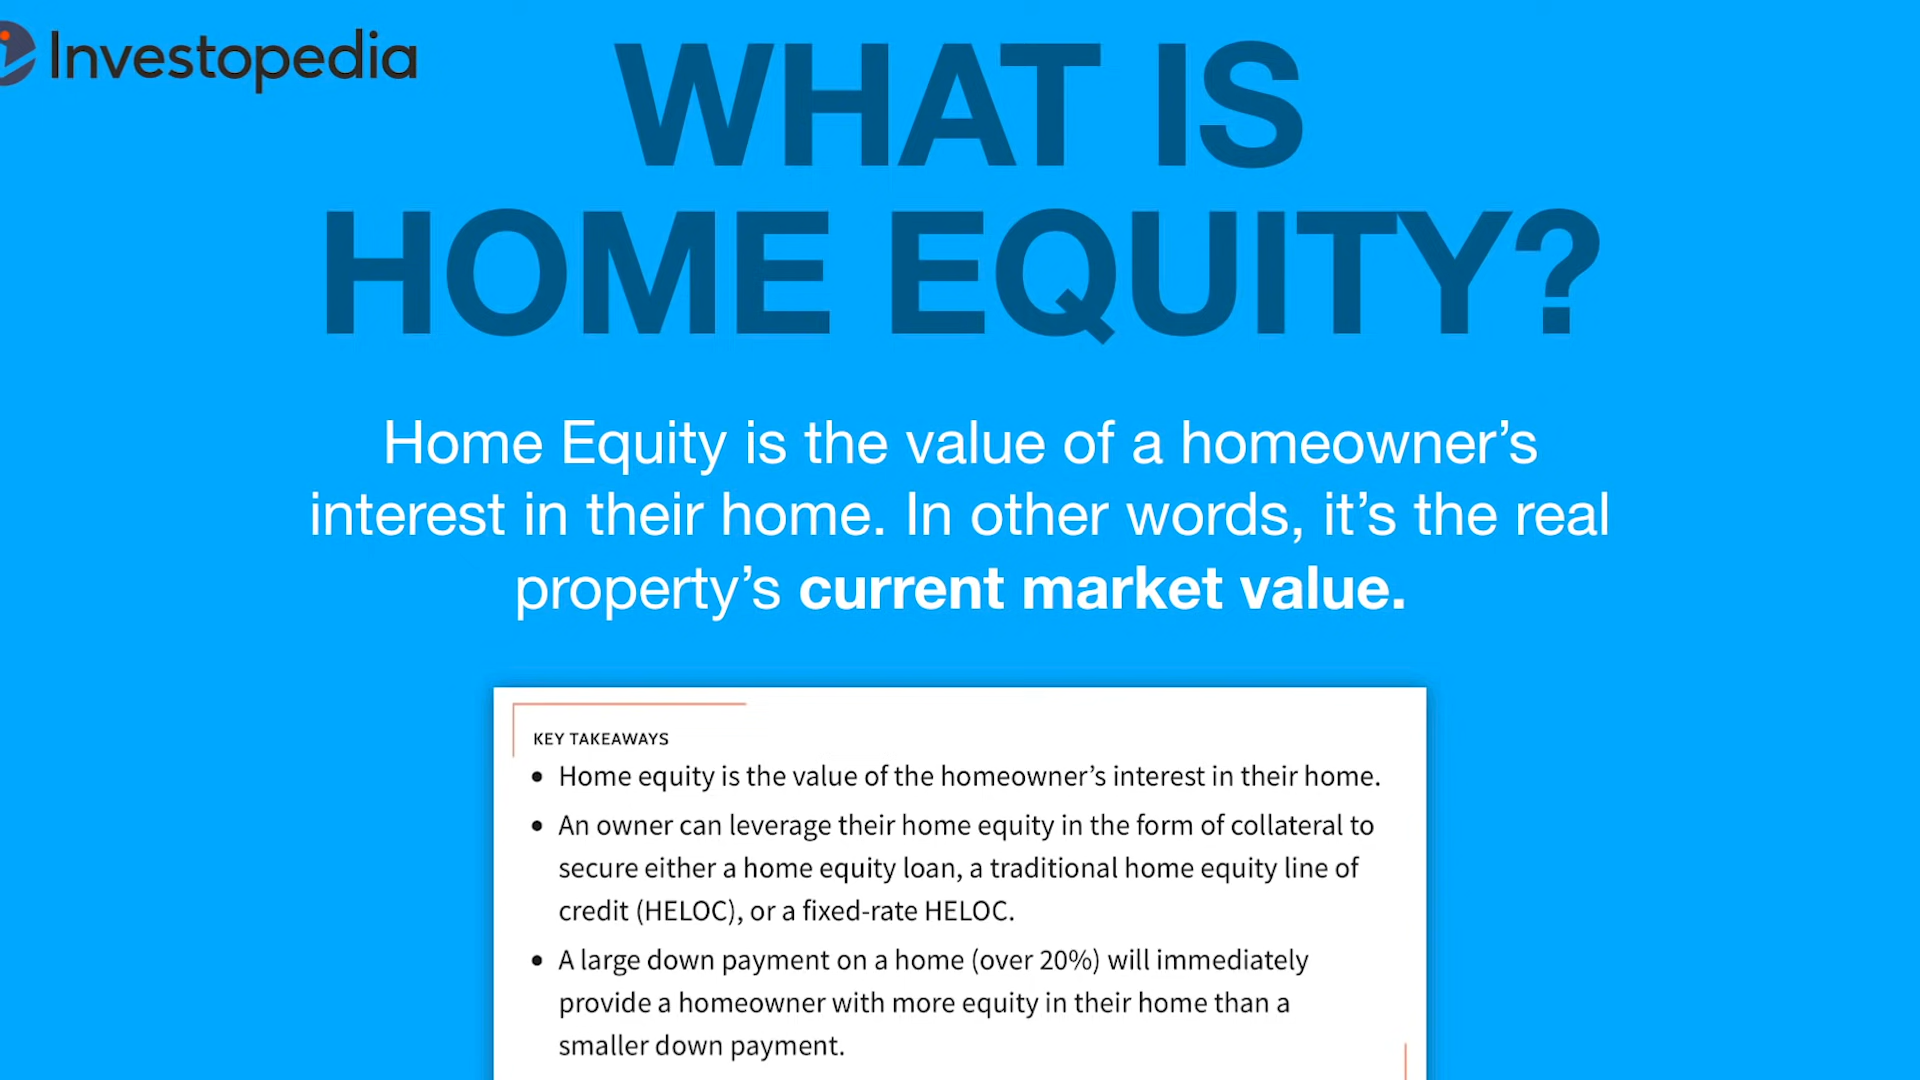 Investopedia
WHAT IS
HOME EQUITY?
Home Equity is the value of a homeowner’s
interest in their home. In other words, it’s the real
property’s current market value.
KEY TAKEAWAYS
• Home equity is the value of the homeowner’s interest in their home.
• An owner can leverage their home equity in the form of collateral to
secure either a home equity loan, a traditional home equity line of
credit (HELOC), or a fixed-rate HELOC.
• A large down payment on a home (over 20%) will immediately
provide a homeowner with more equity in their home than a
smaller down payment.